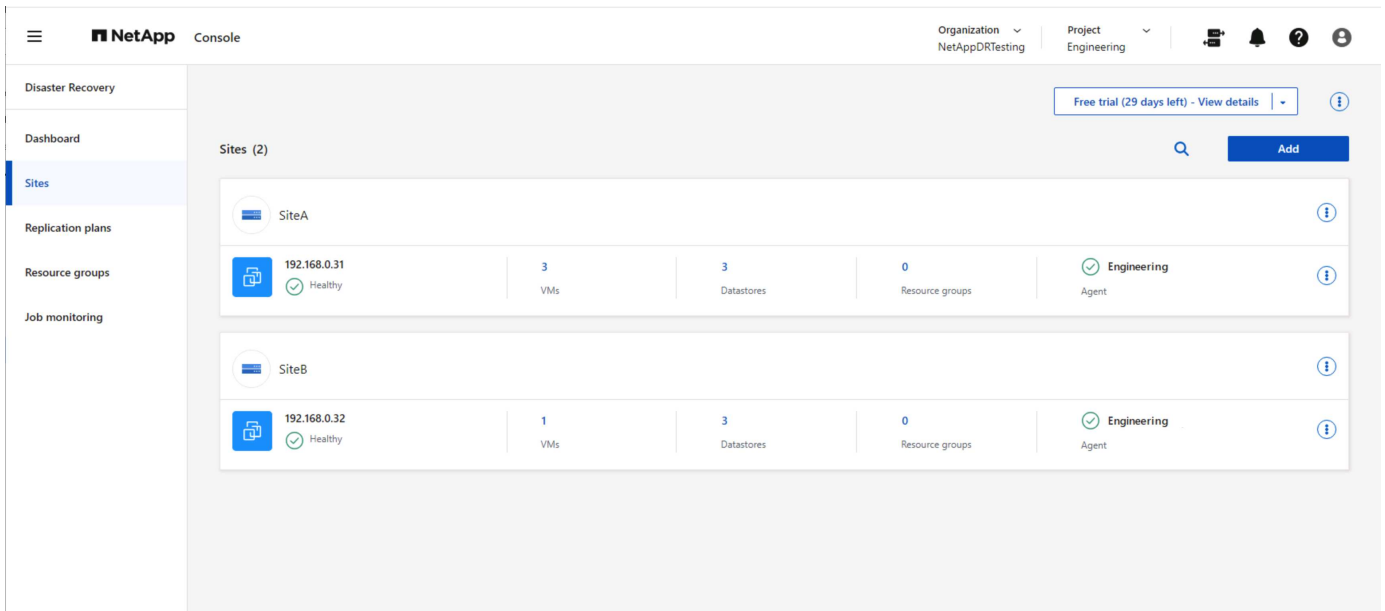 NetApp Console
Organization
NetAppDRTesting
Project
Engineering
Disaster Recovery
Dashboard
Sites
Replication plans
Resource groups
Job monitoring
Free trial (29 days left) - View details
Sites (2)
Add
SiteA
192.168.0.31
Healthy
3
VMs
3
Datastores
0
Resource groups
Engineering
Agent
SiteB
192.168.0.32
Healthy
1
VMs
3
Datastores
0
Resource groups
Engineering
Agent